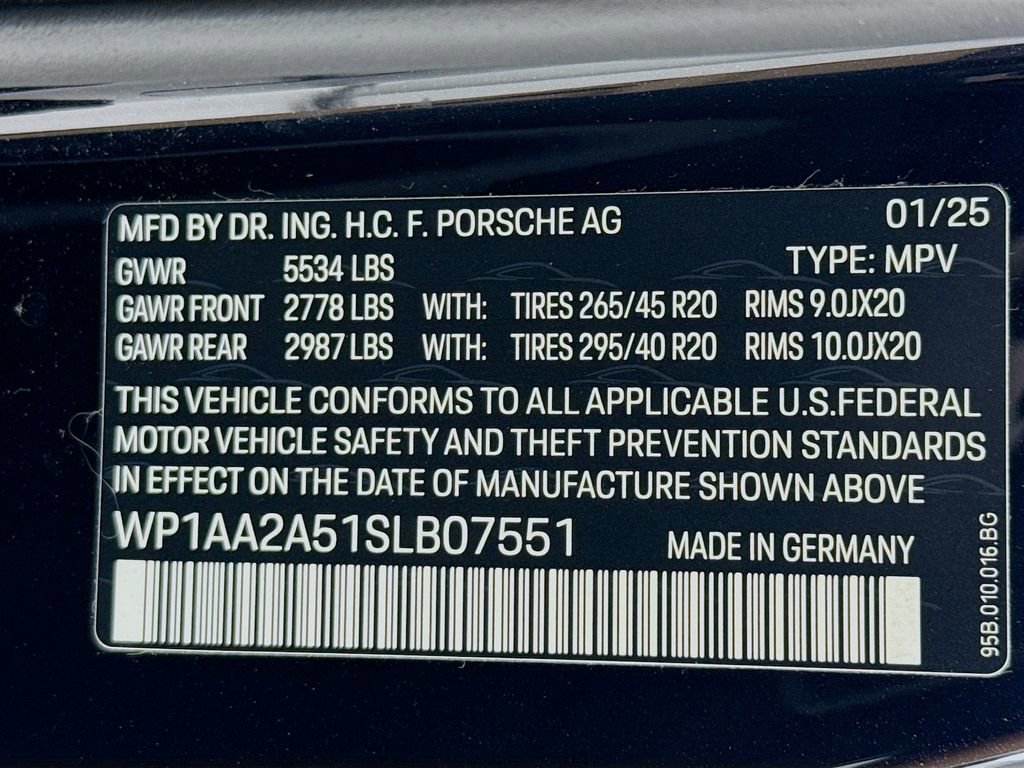 MFD BY DR. ING. H.C. F. PORSCHE AG 01/25
GVWR 5534 LBS TYPE: MPV
GAWR FRONT 2778 LBS WITH: TIRES 265/45 R20 RIMS 9.0JX20
GAWR REAR 2987 LBS WITH: TIRES 295/40 R20 RIMS 10.0JX20
THIS VEHICLE CONFORMS TO ALL APPLICABLE U.S.FEDERAL
MOTOR VEHICLE SAFETY AND THEFT PREVENTION STANDARDS
IN EFFECT ON THE DATE OF MANUFACTURE SHOWN ABOVE
WP1AA2A51SLB07551 MADE IN GERMANY
95B.010.016.BG